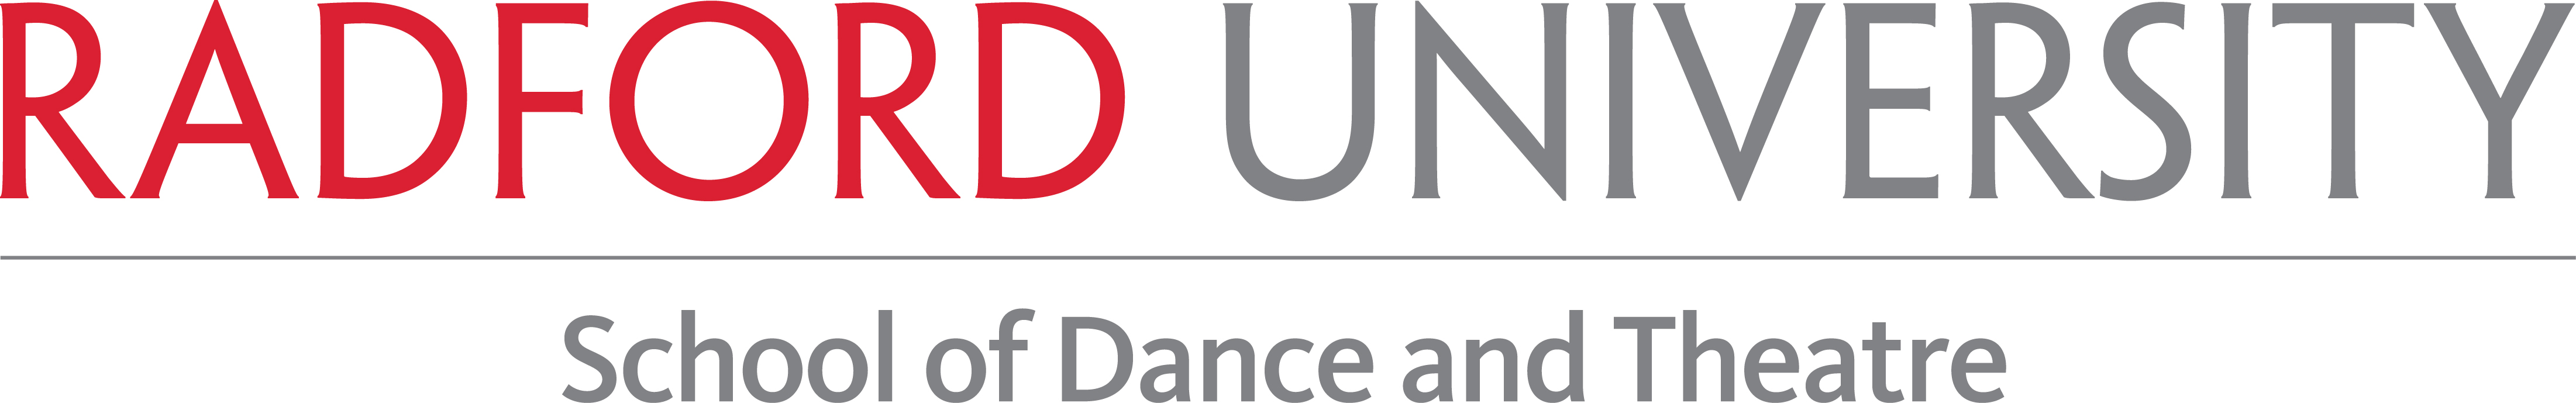 RADFORD UNIVERSITY
School of Dance and Theatre